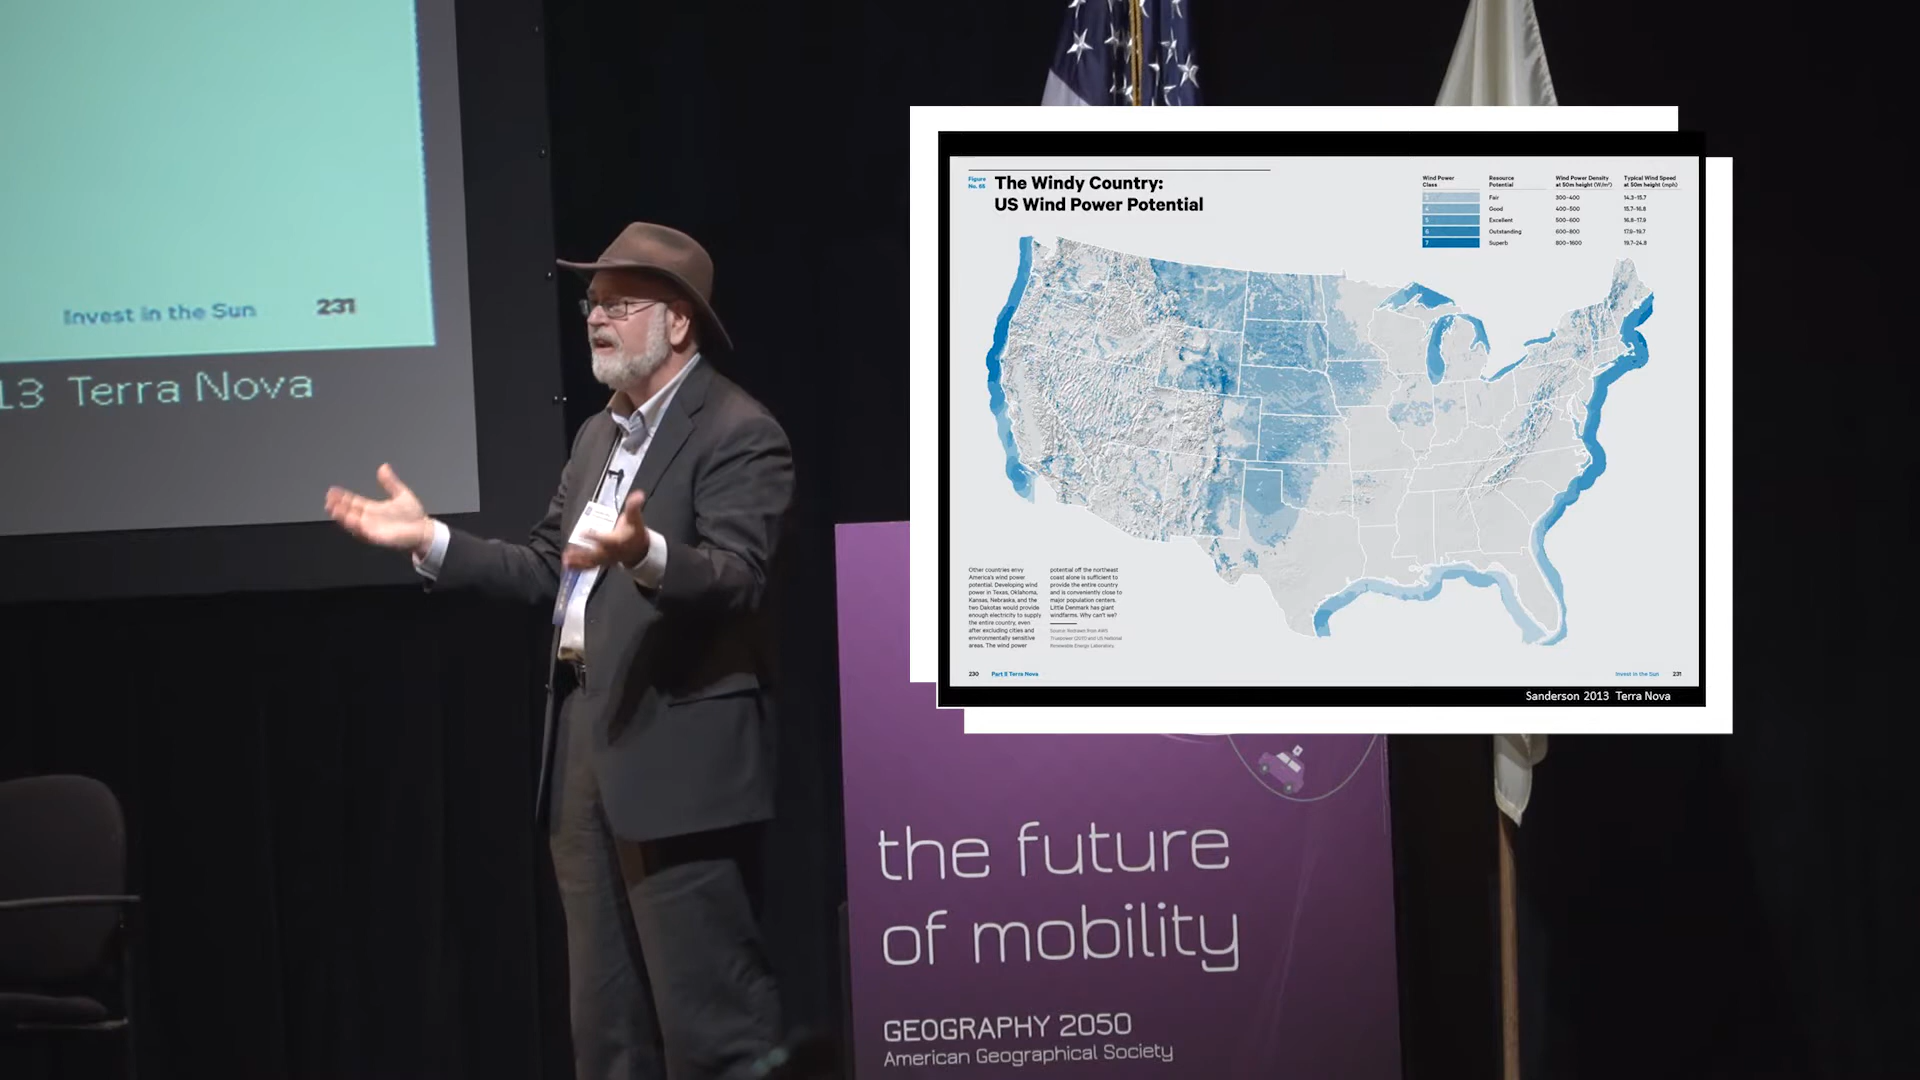 Invest in the Sun 231
13 Terra Nova
Figure
No. 65
The Windy Country:
US Wind Power Potential
Wind Power
Class
Resource
Potential
Wind Power Density
at 50m height (W/m²)
Typical Wind Speed
at 50m height (mph)
3 Fair 300-400 14.3-15.7
4 Good 400-500 15.7-16.8
5 Excellent 500-600 16.8-17.9
6 Outstanding 600-800 17.9-19.7
7 Superb 800-1600 19.7-24.8
Other countries envy
America's wind power
potential. Developing wind
power in Texas, Oklahoma,
Kansas, Nebraska, and the
two Dakotas would provide
enough electricity to supply
the entire country, even
after excluding cities and
environmentally sensitive
areas. The wind power
potential off the northeast
coast alone is sufficient to
provide the entire country
and is conveniently close to
major population centers.
Little Denmark has giant
windfarms. Why can't we?
Source: Redrawn from AWS
Truepower (2011) and US National
Renewable Energy Laboratory.
230 Part II Terra Nova
Invest in the Sun 231
Sanderson 2013 Terra Nova
the future
of mobility
GEOGRAPHY 2050
American Geographical Society